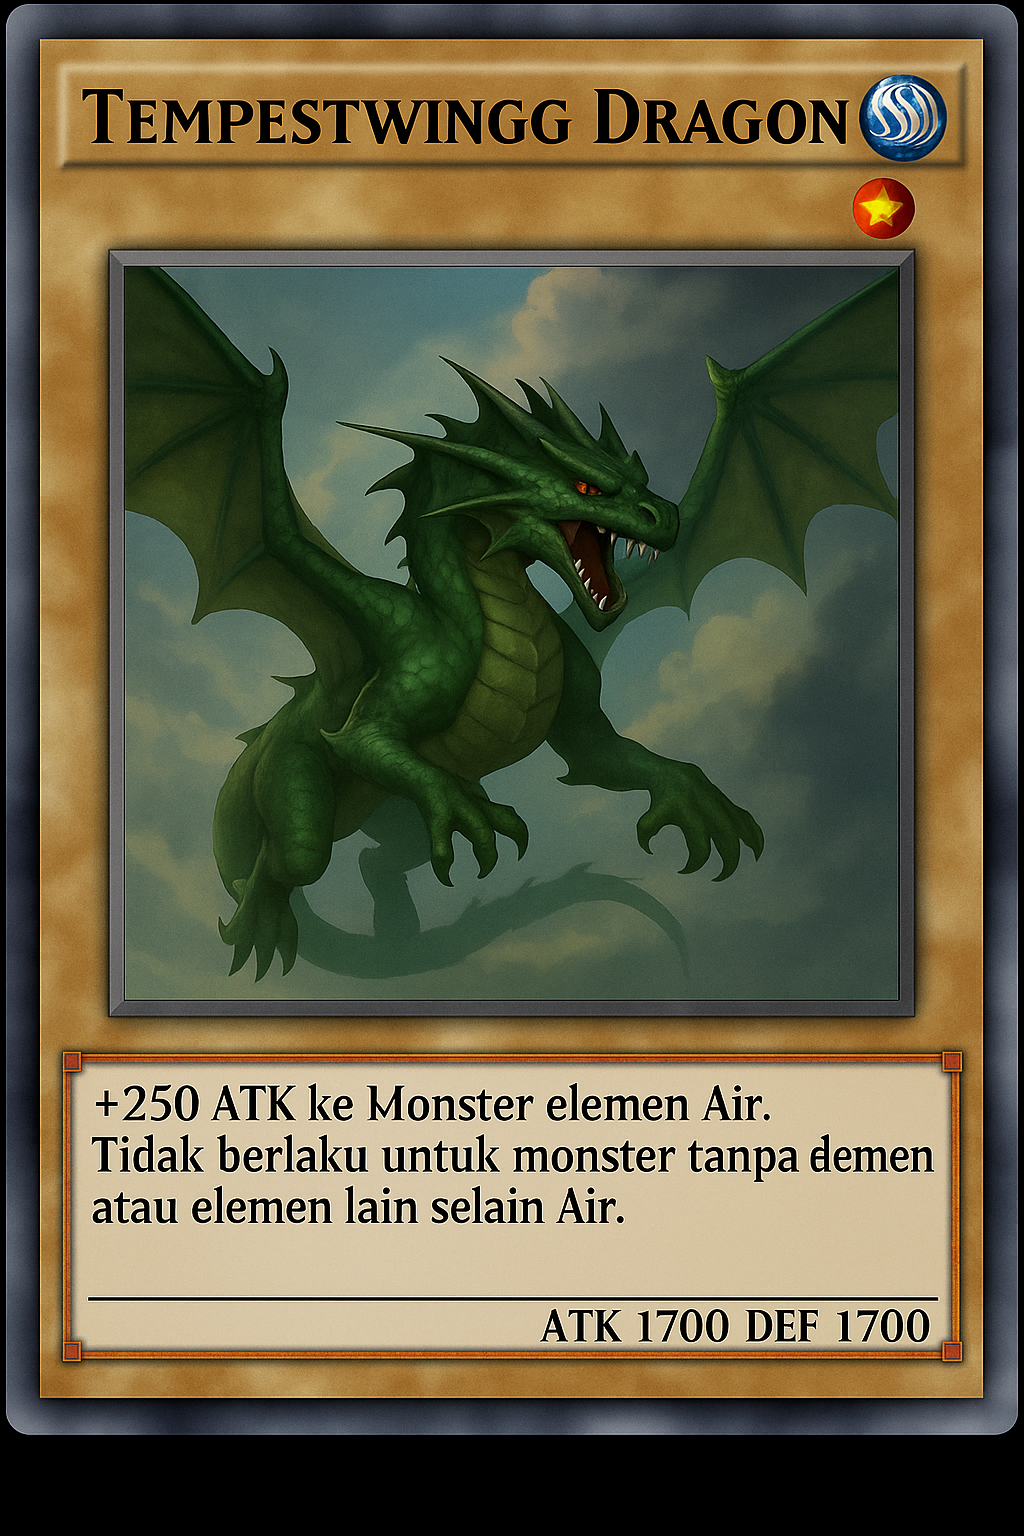 TEMPESTWINGG DRAGON
+250 ATK ke Monster elemen Air.
Tidak berlaku untuk monster tanpa demen
atau elemen lain selain Air.
ATK 1700 DEF 1700